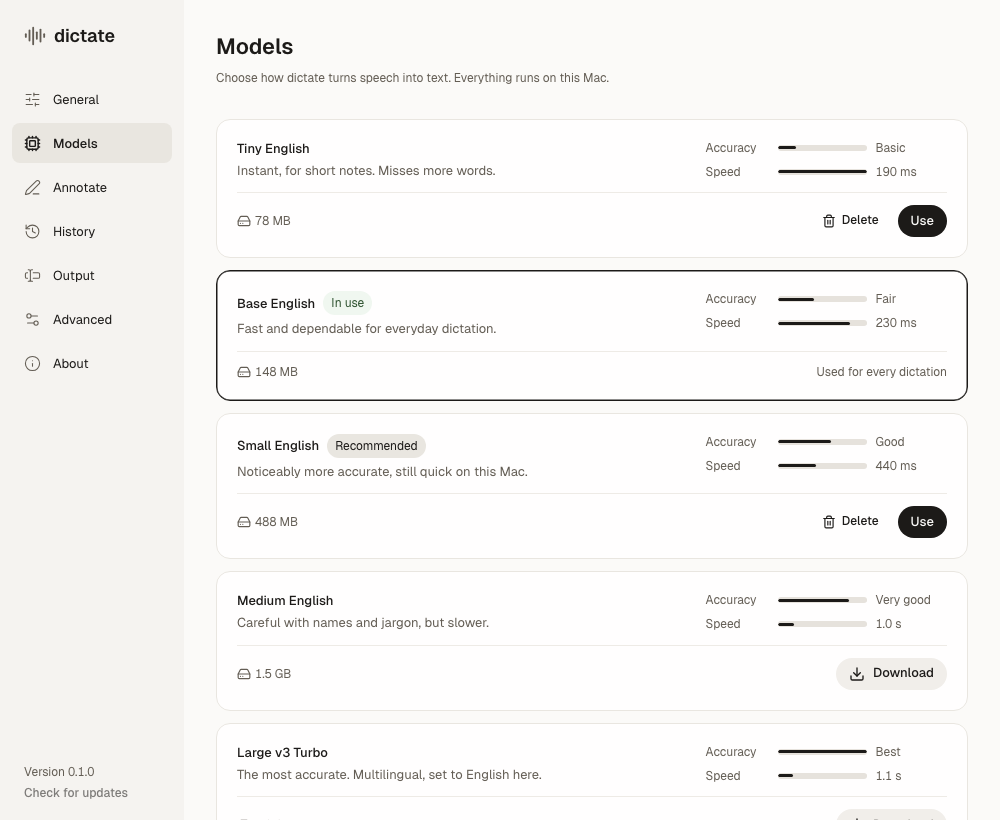 dictate
General
Models
Annotate
History
Output
Advanced
About
Version 0.1.0
Check for updates
Models
Choose how dictate turns speech into text. Everything runs on this Mac.
Tiny English
Instant, for short notes. Misses more words.
Accuracy Basic
Speed 190 ms
78 MB
Delete Use
Base English In use
Fast and dependable for everyday dictation.
Accuracy Fair
Speed 230 ms
148 MB
Used for every dictation
Small English Recommended
Noticeably more accurate, still quick on this Mac.
Accuracy Good
Speed 440 ms
488 MB
Delete Use
Medium English
Careful with names and jargon, but slower.
Accuracy Very good
Speed 1.0 s
1.5 GB
Download
Large v3 Turbo
The most accurate. Multilingual, set to English here.
Accuracy Best
Speed 1.1 s